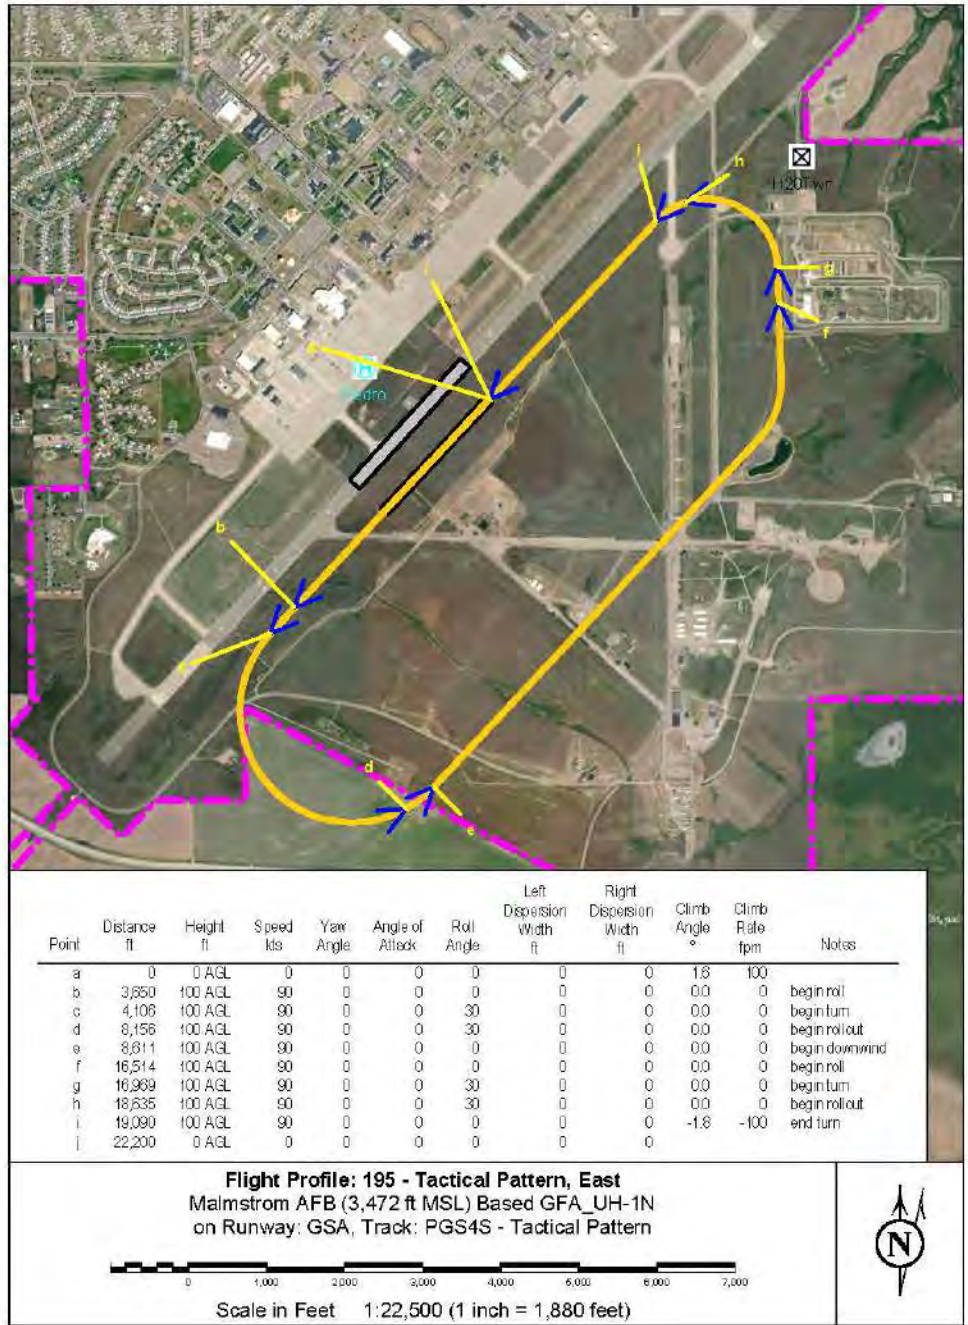 i
h
H20Twr
g
f
j
a
H
Pedro
b
c
d
e
Point Distance ft Height ft Speed kts Yaw Angle Angle of Attack Roll Angle Left Dispersion Width ft Right Dispersion Width ft Climb Angle ° Climb Rate fpm Notes
a 0 0 AGL 0 0 0 0 0 0 1.6 100
b 3,650 100 AGL 90 0 0 0 0 0 0.0 0 begin roll
c 4,106 100 AGL 90 0 0 30 0 0 0.0 0 begin turn
d 8,156 100 AGL 90 0 0 30 0 0 0.0 0 begin rollout
e 8,611 100 AGL 90 0 0 0 0 0 0.0 0 begin downwind
f 16,514 100 AGL 90 0 0 0 0 0 0.0 0 begin roll
g 16,969 100 AGL 90 0 0 30 0 0 0.0 0 begin turn
h 18,635 100 AGL 90 0 0 30 0 0 0.0 0 begin rollout
i 19,090 100 AGL 90 0 0 0 0 0 -1.8 -100 end turn
j 22,200 0 AGL 0 0 0 0 0 0
Flight Profile: 195 - Tactical Pattern, East
Malmstrom AFB (3,472 ft MSL) Based GFA_UH-1N
on Runway: GSA, Track: PGS4S - Tactical Pattern
N
0 1,000 2,000 3,000 4,000 5,000 6,000 7,000
Scale in Feet 1:22,500 (1 inch = 1,880 feet)